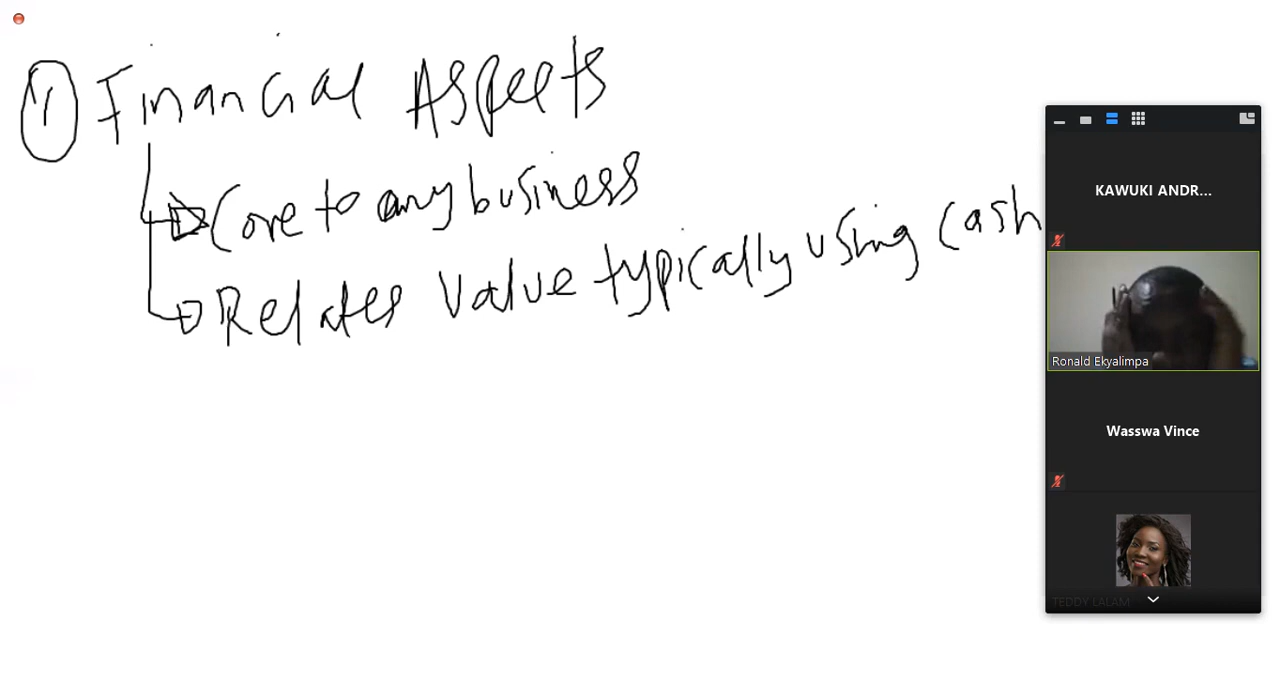 1 Financial Aspects
Core to any business
Relates value typically using cash
KAWUKI ANDR...
Ronald Ekyalimpa
Wasswa Vince
TEDDY LALAM